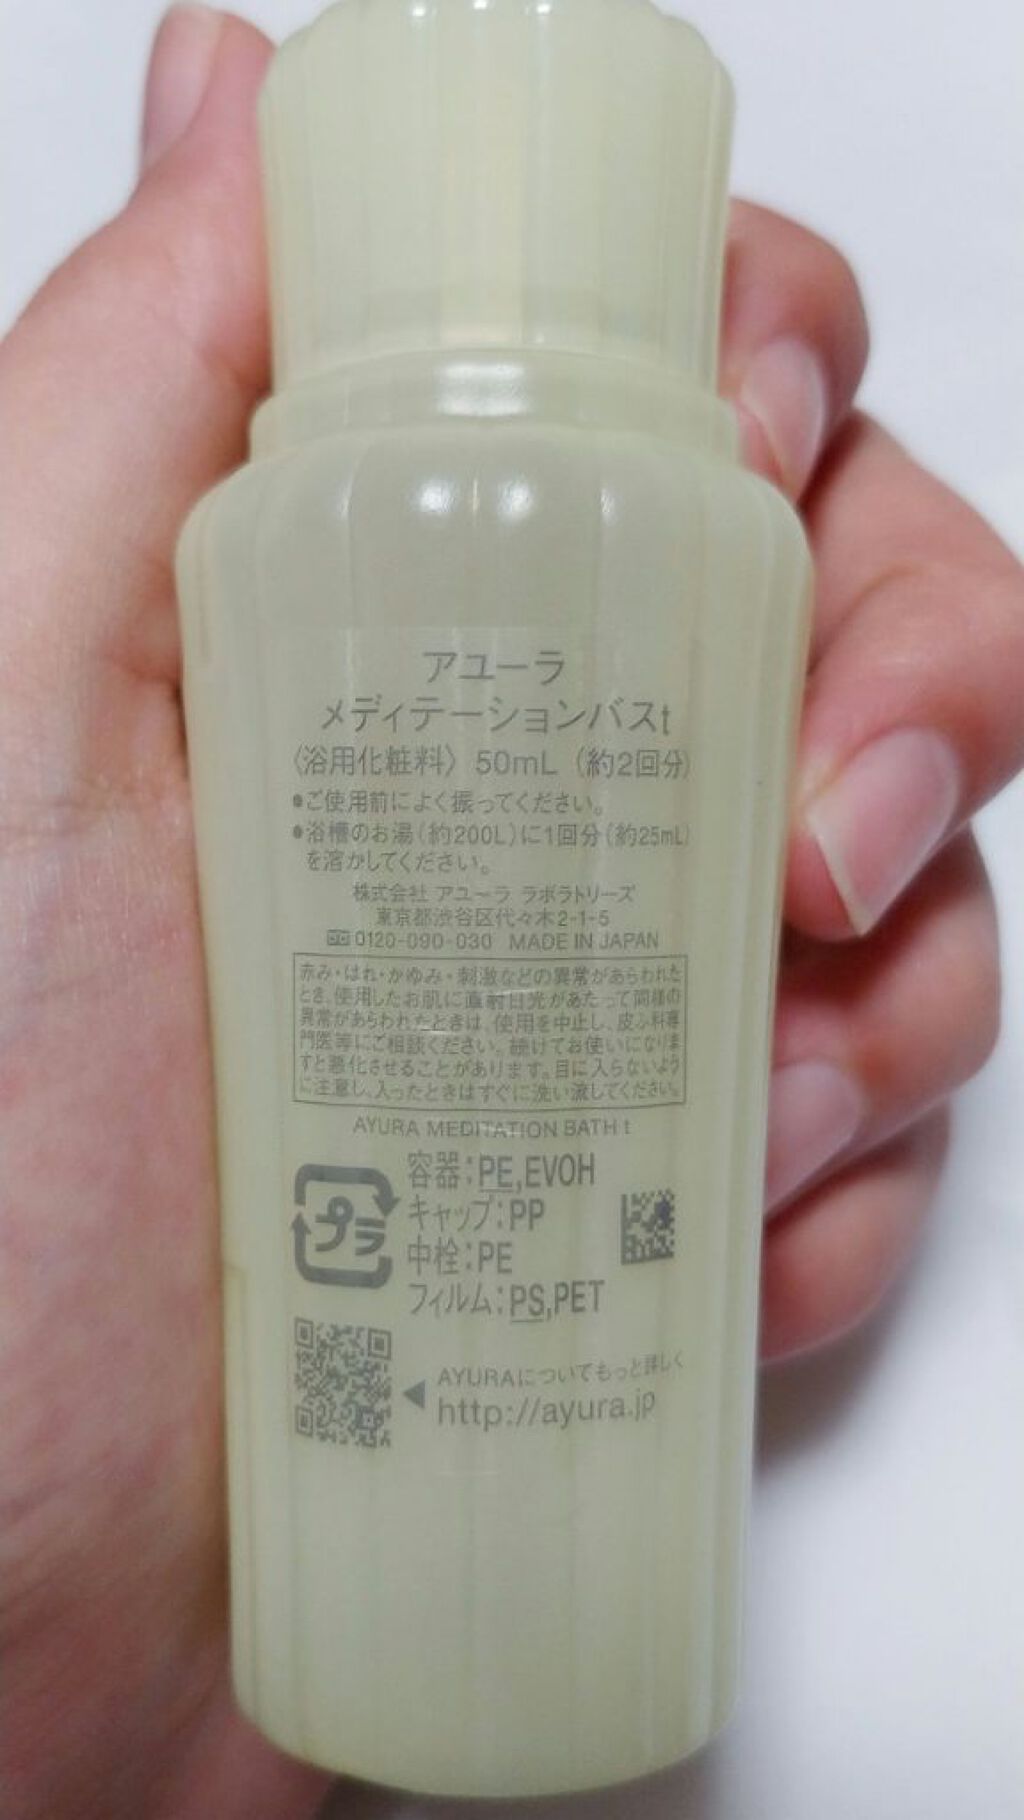 アユーラ
メディテーションバスt
〈浴用化粧料〉 50mL （約2回分）
●ご使用前によく振ってください。
●浴槽のお湯（約200L）に1回分（約25mL）
を溶かしてください。
株式会社 アユーラ ラボラトリーズ
東京都渋谷区代々木2-1-5
0120-090-030 MADE IN JAPAN
赤み・はれ・かゆみ・刺激などの異常があらわれた
とき、使用したお肌に直射日光があたって同様の
異常があらわれたときは、使用を中止し、皮ふ科専
門医等にご相談ください。続けてお使いになりま
すと悪化させることがあります。目に入らないよう
に注意し、入ったときはすぐに洗い流してください。
AYURA MEDITATION BATH t
プラ
容器：PE,EVOH
キャップ：PP
中栓：PE
フィルム：PS,PET
AYURAについてもっと詳しく
http://ayura.jp